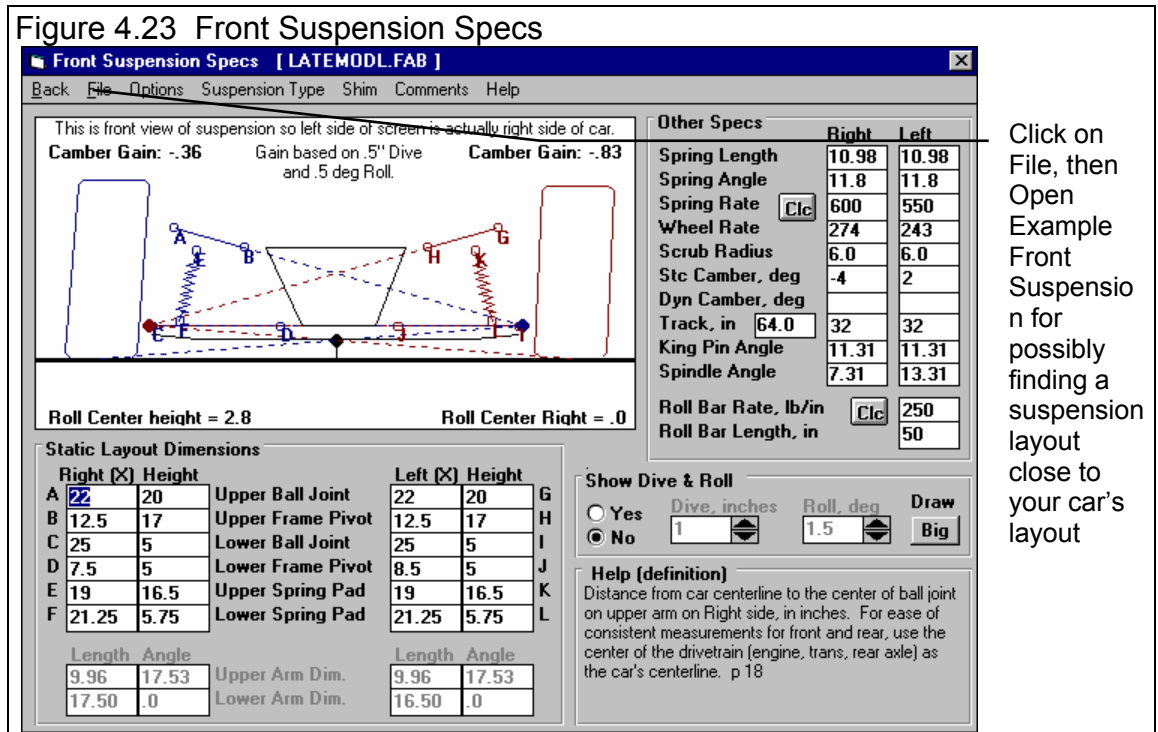 Figure 4.23 Front Suspension Specs
Front Suspension Specs [ LATEMODL.FAB ]
Back File Options Suspension Type Shim Comments Help
This is front view of suspension so left side of screen is actually right side of car.
Camber Gain: -.36 Gain based on .5" Dive and .5 deg Roll. Camber Gain: -.83
A B E F C D
H G K J L I
Roll Center height = 2.8 Roll Center Right = .0
Other Specs Right Left
Spring Length 10.98 10.98
Spring Angle 11.8 11.8
Spring Rate Clc 600 550
Wheel Rate 274 243
Scrub Radius 6.0 6.0
Stc Camber, deg -4 2
Dyn Camber, deg
Track, in 64.0 32 32
King Pin Angle 11.31 11.31
Spindle Angle 7.31 13.31
Roll Bar Rate, lb/in Clc 250
Roll Bar Length, in 50
Click on
File, then
Open
Example
Front
Suspensio
n for
possibly
finding a
suspension
layout
close to
your car's
layout
Static Layout Dimensions
Right (X) Height Left (X) Height
A 22 20 Upper Ball Joint 22 20 G
B 12.5 17 Upper Frame Pivot 12.5 17 H
C 25 5 Lower Ball Joint 25 5 I
D 7.5 5 Lower Frame Pivot 8.5 5 J
E 19 16.5 Upper Spring Pad 19 16.5 K
F 21.25 5.75 Lower Spring Pad 21.25 5.75 L
Length Angle Length Angle
9.96 17.53 Upper Arm Dim. 9.96 17.53
17.50 .0 Lower Arm Dim. 16.50 .0
Show Dive & Roll
Yes Dive, inches Roll, deg Draw
No 1 1.5 Big
Help (definition)
Distance from car centerline to the center of ball joint
on upper arm on Right side, in inches. For ease of
consistent measurements for front and rear, use the
center of the drivetrain (engine, trans, rear axle) as
the car's centerline. p 18